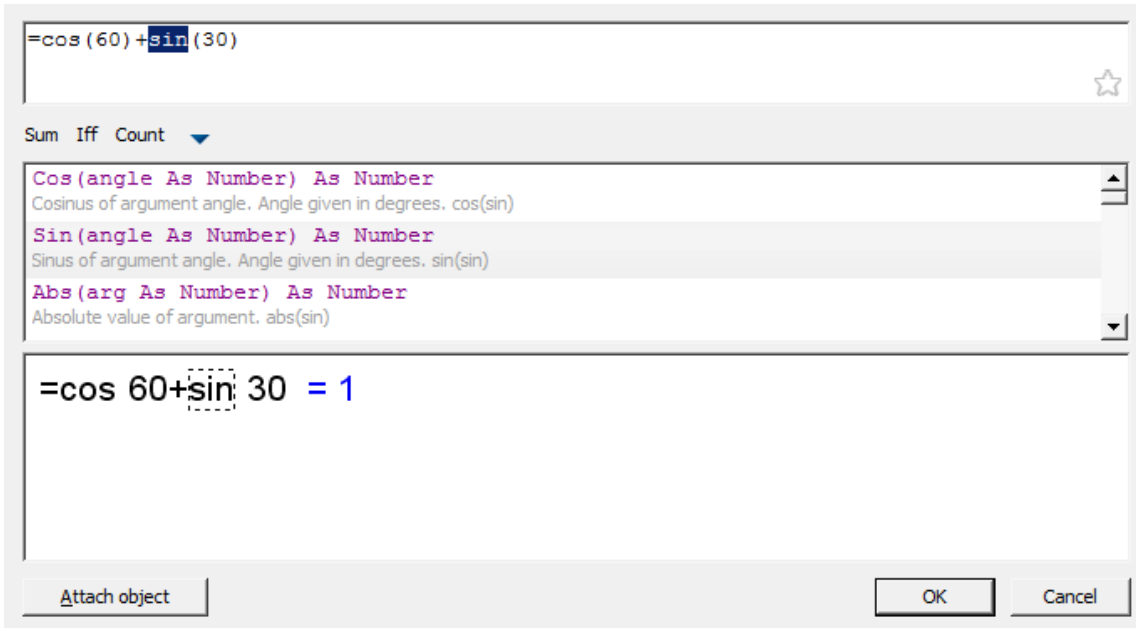 =cos(60)+sin(30)
Sum Iff Count
Cos(angle As Number) As Number
Cosinus of argument angle. Angle given in degrees. cos(sin)
Sin(angle As Number) As Number
Sinus of argument angle. Angle given in degrees. sin(sin)
Abs(arg As Number) As Number
Absolute value of argument. abs(sin)
=cos 60+sin 30 = 1
Attach object OK Cancel